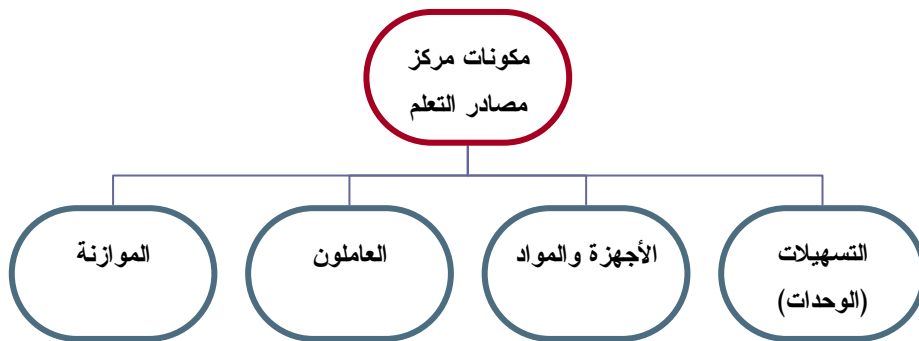 مكونات مركز
مصادر التعلم
التسهيلات
(الوحدات)
الأجهزة والمواد
العاملون
الموازنة